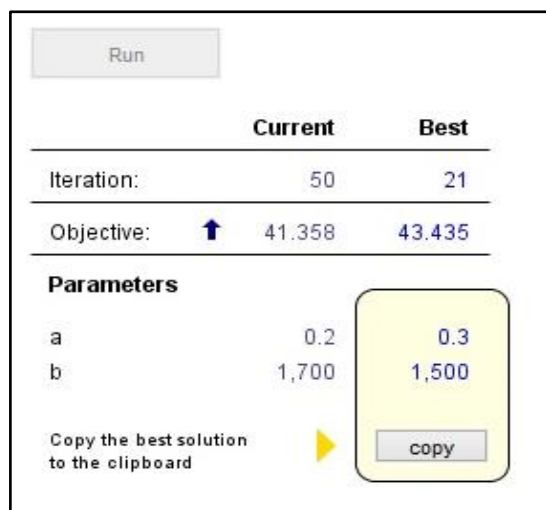 Run
Current Best
Iteration: 50 21
Objective: 41.358 43.435
Parameters
a 0.2 0.3
b 1,700 1,500
Copy the best solution
to the clipboard
copy